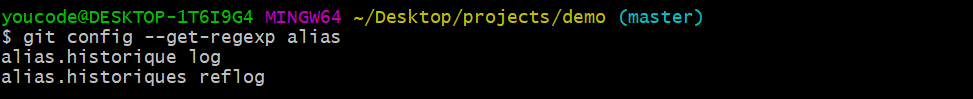 youcode@DESKTOP-1T6I9G4 MINGW64 ~/Desktop/projects/demo (master)
$ git config --get-regexp alias
alias.historique log
alias.historiques reflog